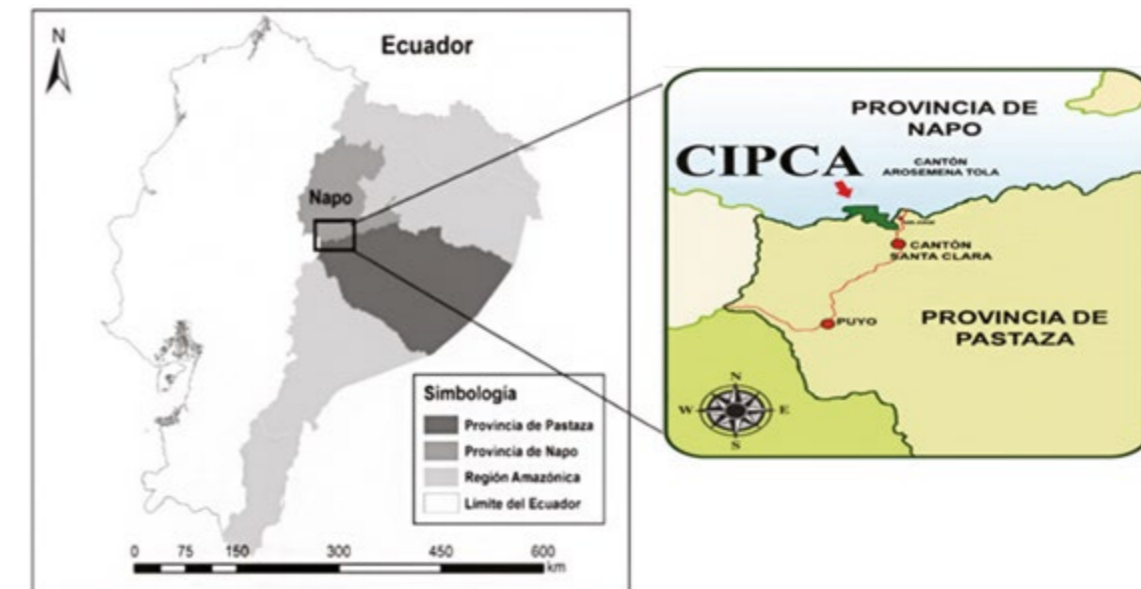 N
Ecuador
Napo
Simbología
Provincia de Pastaza
Provincia de Napo
Región Amazónica
Limite del Ecuador
0 75 150 300 450 600
km
PROVINCIA DE
NAPO
CIPCA
CANTÓN
AROSEMENA TOLA
CANTÓN
SANTA CLARA
PUYO
PROVINCIA DE
PASTAZA
N
W E
S